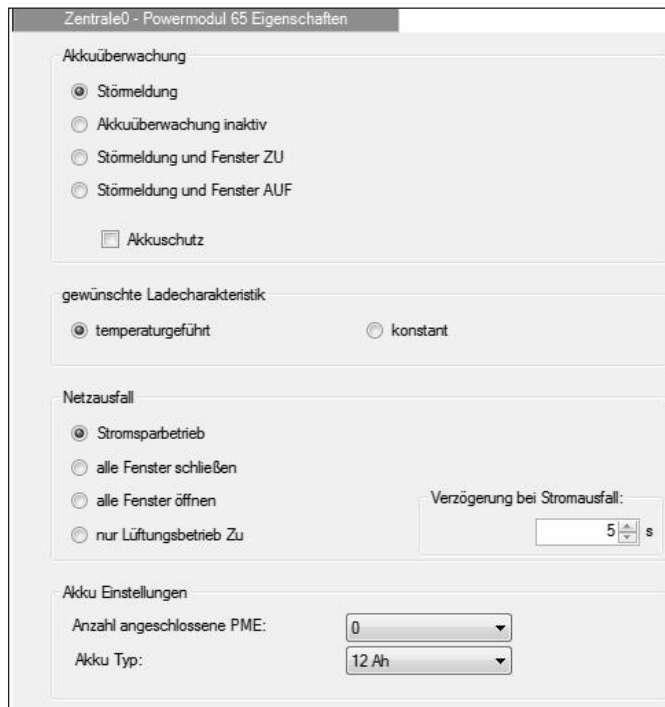 Zentrale0 - Powermodul 65 Eigenschaften
Akkuüberwachung
Störmeldung
Akkuüberwachung inaktiv
Störmeldung und Fenster ZU
Störmeldung und Fenster AUF
Akkuschutz
gewünschte Ladecharakteristik
temperaturgeführt
konstant
Netzausfall
Stromsparbetrieb
alle Fenster schließen
alle Fenster öffnen
nur Lüftungsbetrieb Zu
Verzögerung bei Stromausfall:
5 s
Akku Einstellungen
Anzahl angeschlossene PME: 0
Akku Typ: 12 Ah